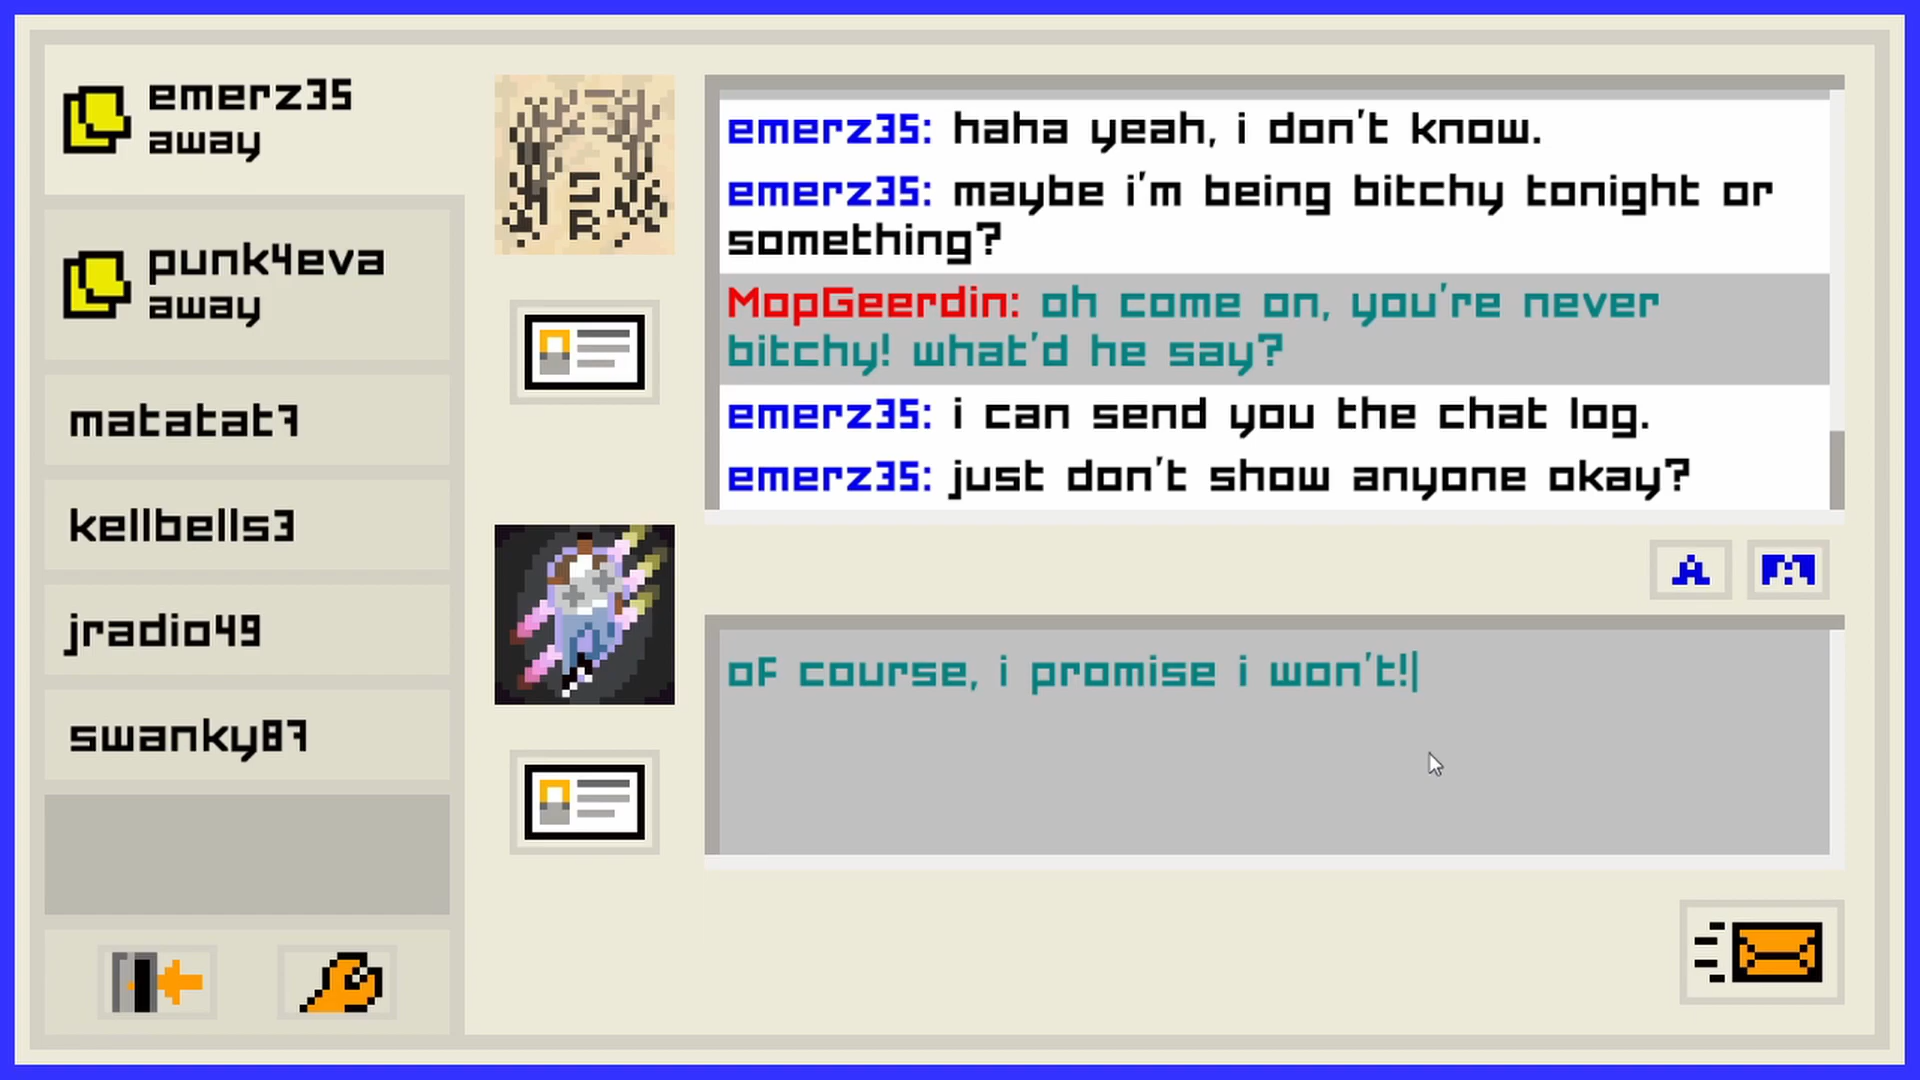 emerz35
away
punk4eva
away
matatat7
kellbells3
jradio49
swanky87
S
R
emerz35: haha yeah, i don't know.
emerz35: maybe i'm being bitchy tonight or
something?
MopGeerdin: oh come on, you're never
bitchy! what'd he say?
emerz35: i can send you the chat log.
emerz35: just don't show anyone okay?
A
of course, i promise i won't!